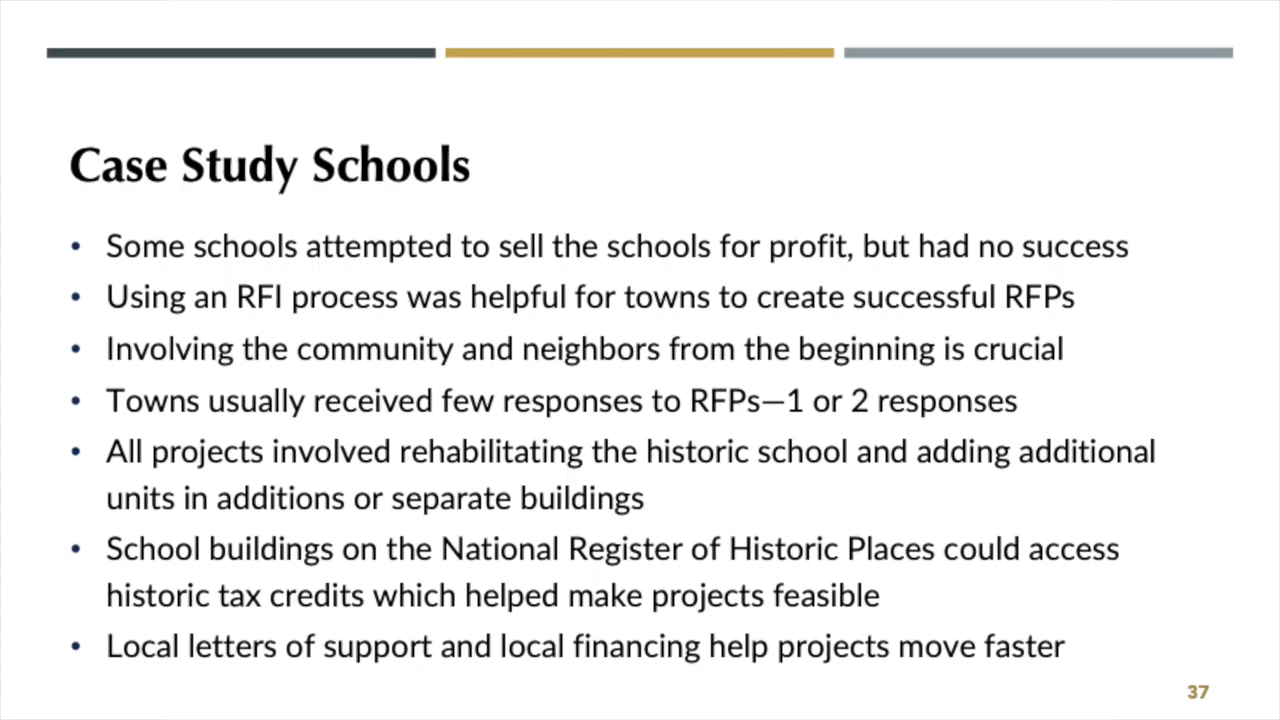 Case Study Schools
• Some schools attempted to sell the schools for profit, but had no success
• Using an RFI process was helpful for towns to create successful RFPs
• Involving the community and neighbors from the beginning is crucial
• Towns usually received few responses to RFPs—1 or 2 responses
• All projects involved rehabilitating the historic school and adding additional
units in additions or separate buildings
• School buildings on the National Register of Historic Places could access
historic tax credits which helped make projects feasible
• Local letters of support and local financing help projects move faster
37